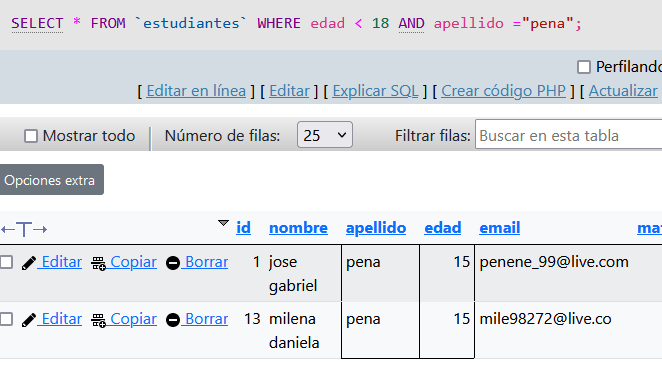 SELECT * FROM `estudiantes` WHERE edad < 18 AND apellido ="pena";
Perfilando
[ Editar en línea ] [ Editar ] [ Explicar SQL ] [ Crear código PHP ] [ Actualizar
Mostrar todo Número de filas: 25 Filtrar filas: Buscar en esta tabla
Opciones extra
←T→ id nombre apellido edad email mat
Editar Copiar Borrar 1 jose pena 15 penene_99@live.com
gabriel
Editar Copiar Borrar 13 milena pena 15 mile98272@live.co
daniela